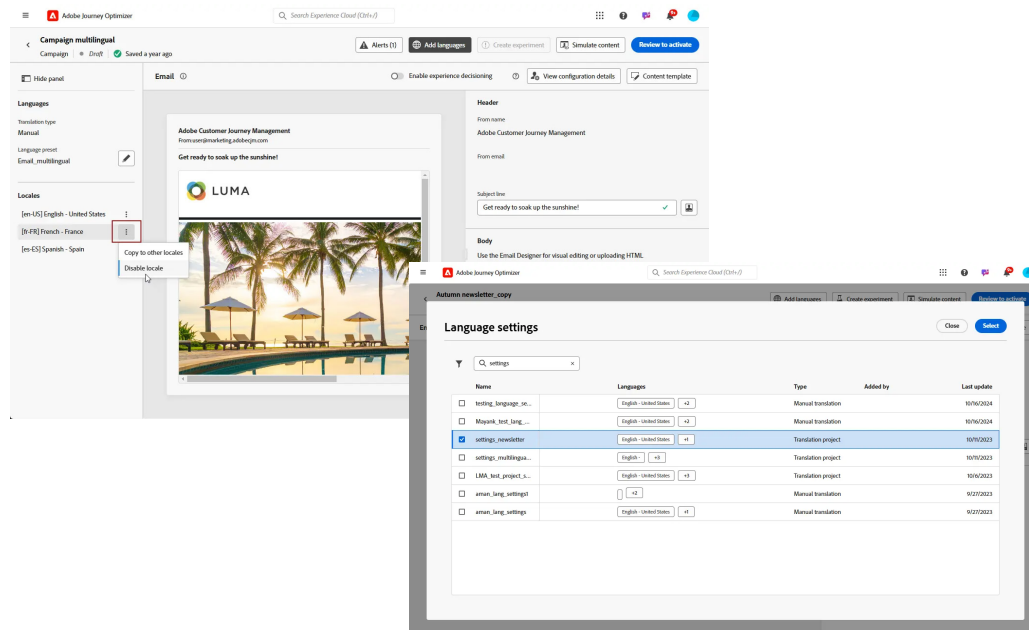 Adobe Journey Optimizer
Search Experience Cloud (Ctrl+/)
Campaign multilingual
Campaign Draft Saved a year ago
Alerts (1)
Add languages
Create experiment
Simulate content
Review to activate
Hide panel
Email
Enable experience decisioning
View configuration details
Content template
Languages
Translation type
Manual
Language preset
Email_multilingual
Locales
[en-US] English - United States
[fr-FR] French - France
[es-ES] Spanish - Spain
Copy to other locales
Disable locale
Adobe Customer Journey Management
From:user@marketing.adobecjm.com
Get ready to soak up the sunshine!
LUMA
Header
From name
Adobe Customer Journey Management
From email
Subject line
Get ready to soak up the sunshine!
Body
Use the Email Designer for visual editing or uploading HTML
Adobe Journey Optimizer
Search Experience Cloud (Ctrl+/)
Autumn newsletter_copy
Add languages
Create experiment
Simulate content
Review to activate
Language settings
Close
Select
settings
Name Languages Type Added by Last update
testing_language_se... English - United States +2 Manual translation 10/16/2024
Mayank_test_lang_... English - United States +2 Manual translation 10/16/2024
settings_newsletter English - United States +1 Translation project 10/11/2023
settings_multilingua... English - +3 Translation project 10/11/2023
LMA_test_project_s... English - United States +3 Translation project 10/6/2023
aman_lang_settings1 +2 Manual translation 9/27/2023
aman_lang_settings English - United States +1 Manual translation 9/27/2023